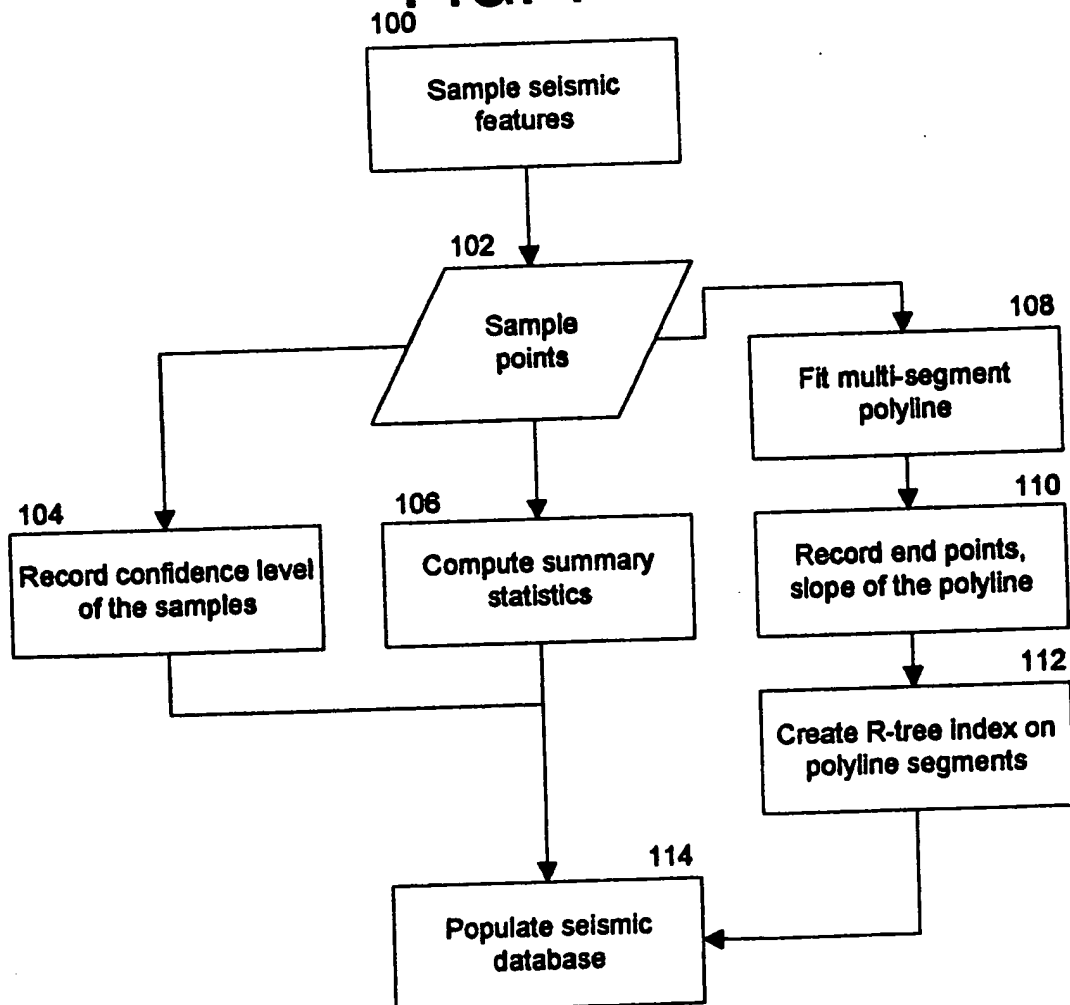 100
Sample seismic
features
102
Sample
points
108
Fit multi-segment
polyline
104
Record confidence level
of the samples
106
Compute summary
statistics
110
Record end points,
slope of the polyline
112
Create R-tree index on
polyline segments
114
Populate seismic
database